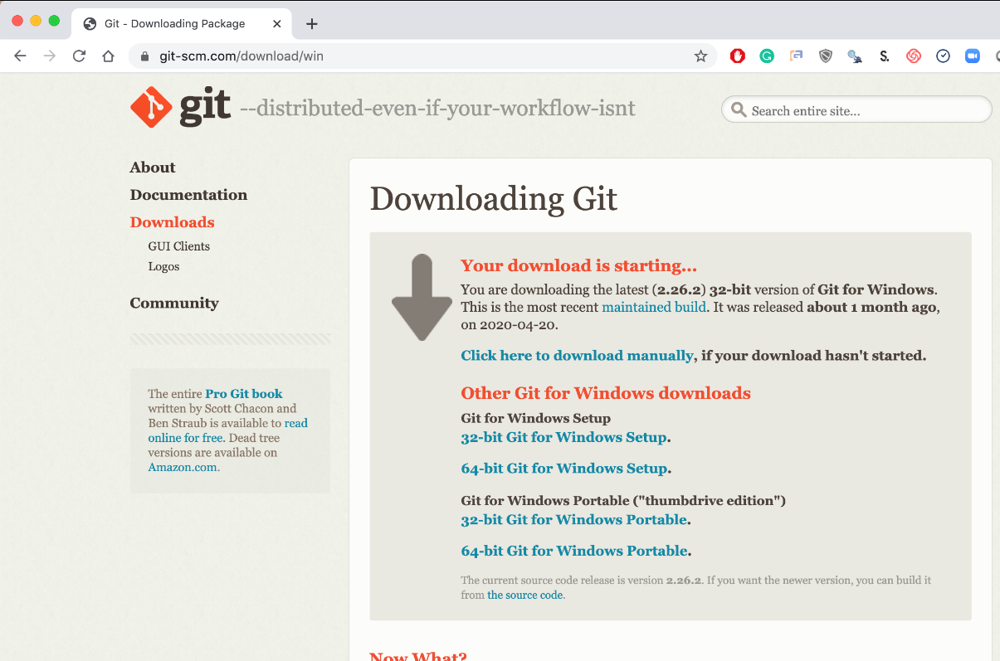 Git - Downloading Package
git-scm.com/download/win
S.
git --distributed-even-if-your-workflow-isnt
Search entire site...
About
Documentation
Downloads
GUI Clients
Logos
Community
The entire Pro Git book
written by Scott Chacon and
Ben Straub is available to read
online for free. Dead tree
versions are available on
Amazon.com.
Downloading Git
Your download is starting...
You are downloading the latest (2.26.2) 32-bit version of Git for Windows.
This is the most recent maintained build. It was released about 1 month ago,
on 2020-04-20.
Click here to download manually, if your download hasn't started.
Other Git for Windows downloads
Git for Windows Setup
32-bit Git for Windows Setup.
64-bit Git for Windows Setup.
Git for Windows Portable ("thumbdrive edition")
32-bit Git for Windows Portable.
64-bit Git for Windows Portable.
The current source code release is version 2.26.2. If you want the newer version, you can build it
from the source code.
Now What?